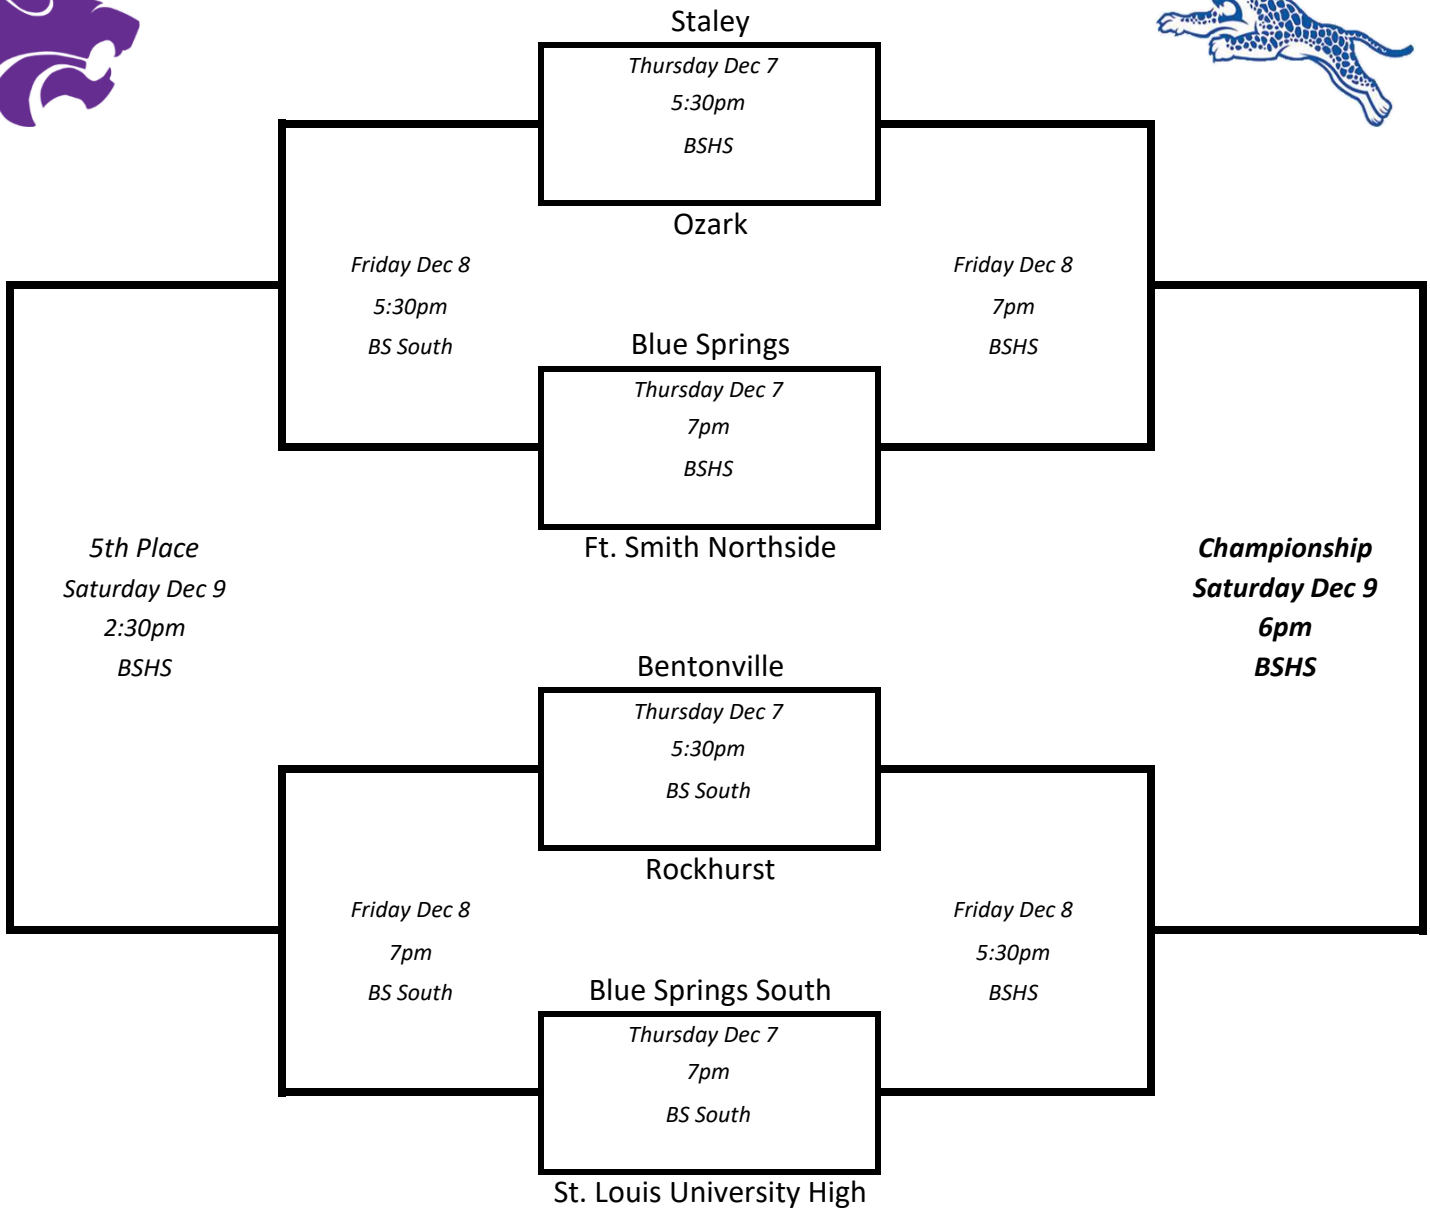 Staley
Thursday Dec 7
5:30pm
BSHS
Ozark
Friday Dec 8
5:30pm
BS South
Friday Dec 8
7pm
BSHS
Blue Springs
Thursday Dec 7
7pm
BSHS
Ft. Smith Northside
5th Place
Saturday Dec 9
2:30pm
BSHS
Championship
Saturday Dec 9
6pm
BSHS
Bentonville
Thursday Dec 7
5:30pm
BS South
Rockhurst
Friday Dec 8
7pm
BS South
Friday Dec 8
5:30pm
BSHS
Blue Springs South
Thursday Dec 7
7pm
BS South
St. Louis University High